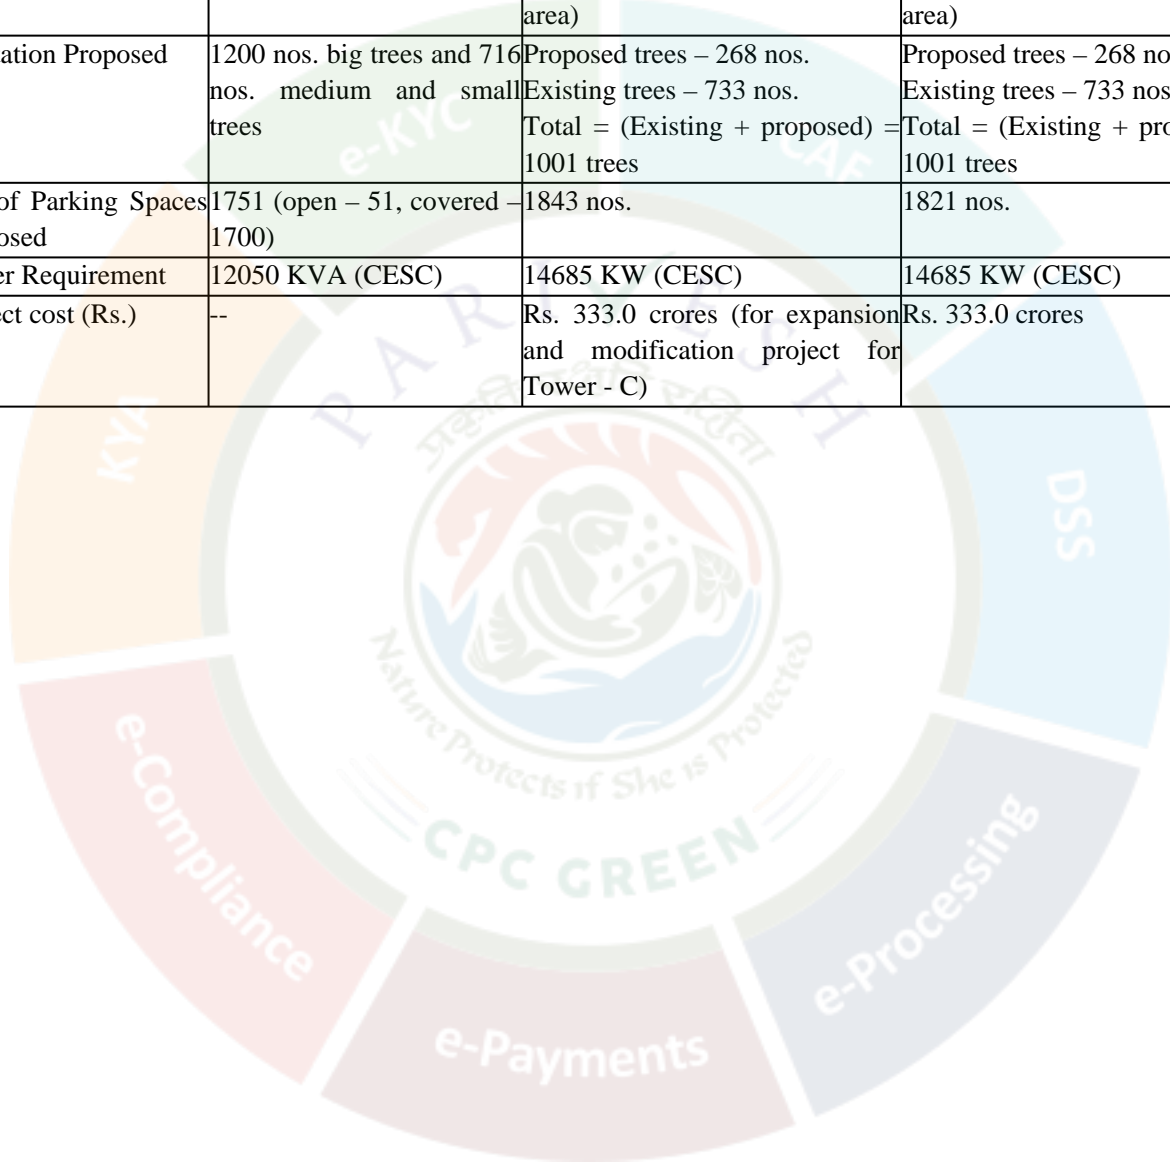 area) area)
ation Proposed 1200 nos. big trees and 716 Proposed trees – 268 nos. Proposed trees – 268 no
nos. medium and small Existing trees – 733 nos. Existing trees – 733 nos
trees Total = (Existing + proposed) = Total = (Existing + pro
1001 trees 1001 trees
of Parking Spaces 1751 (open – 51, covered – 1843 nos. 1821 nos.
osed 1700)
er Requirement 12050 KVA (CESC) 14685 KW (CESC) 14685 KW (CESC)
ect cost (Rs.) -- Rs. 333.0 crores (for expansion Rs. 333.0 crores
and modification project for
Tower - C)
e-KYC
CAF
PARIVESH
KYA
DSS
प्रकृतिः रक्षति रक्षिता
Nature Protects if She is Protected
CPC GREEN
e-Compliance
e-Processing
e-Payments